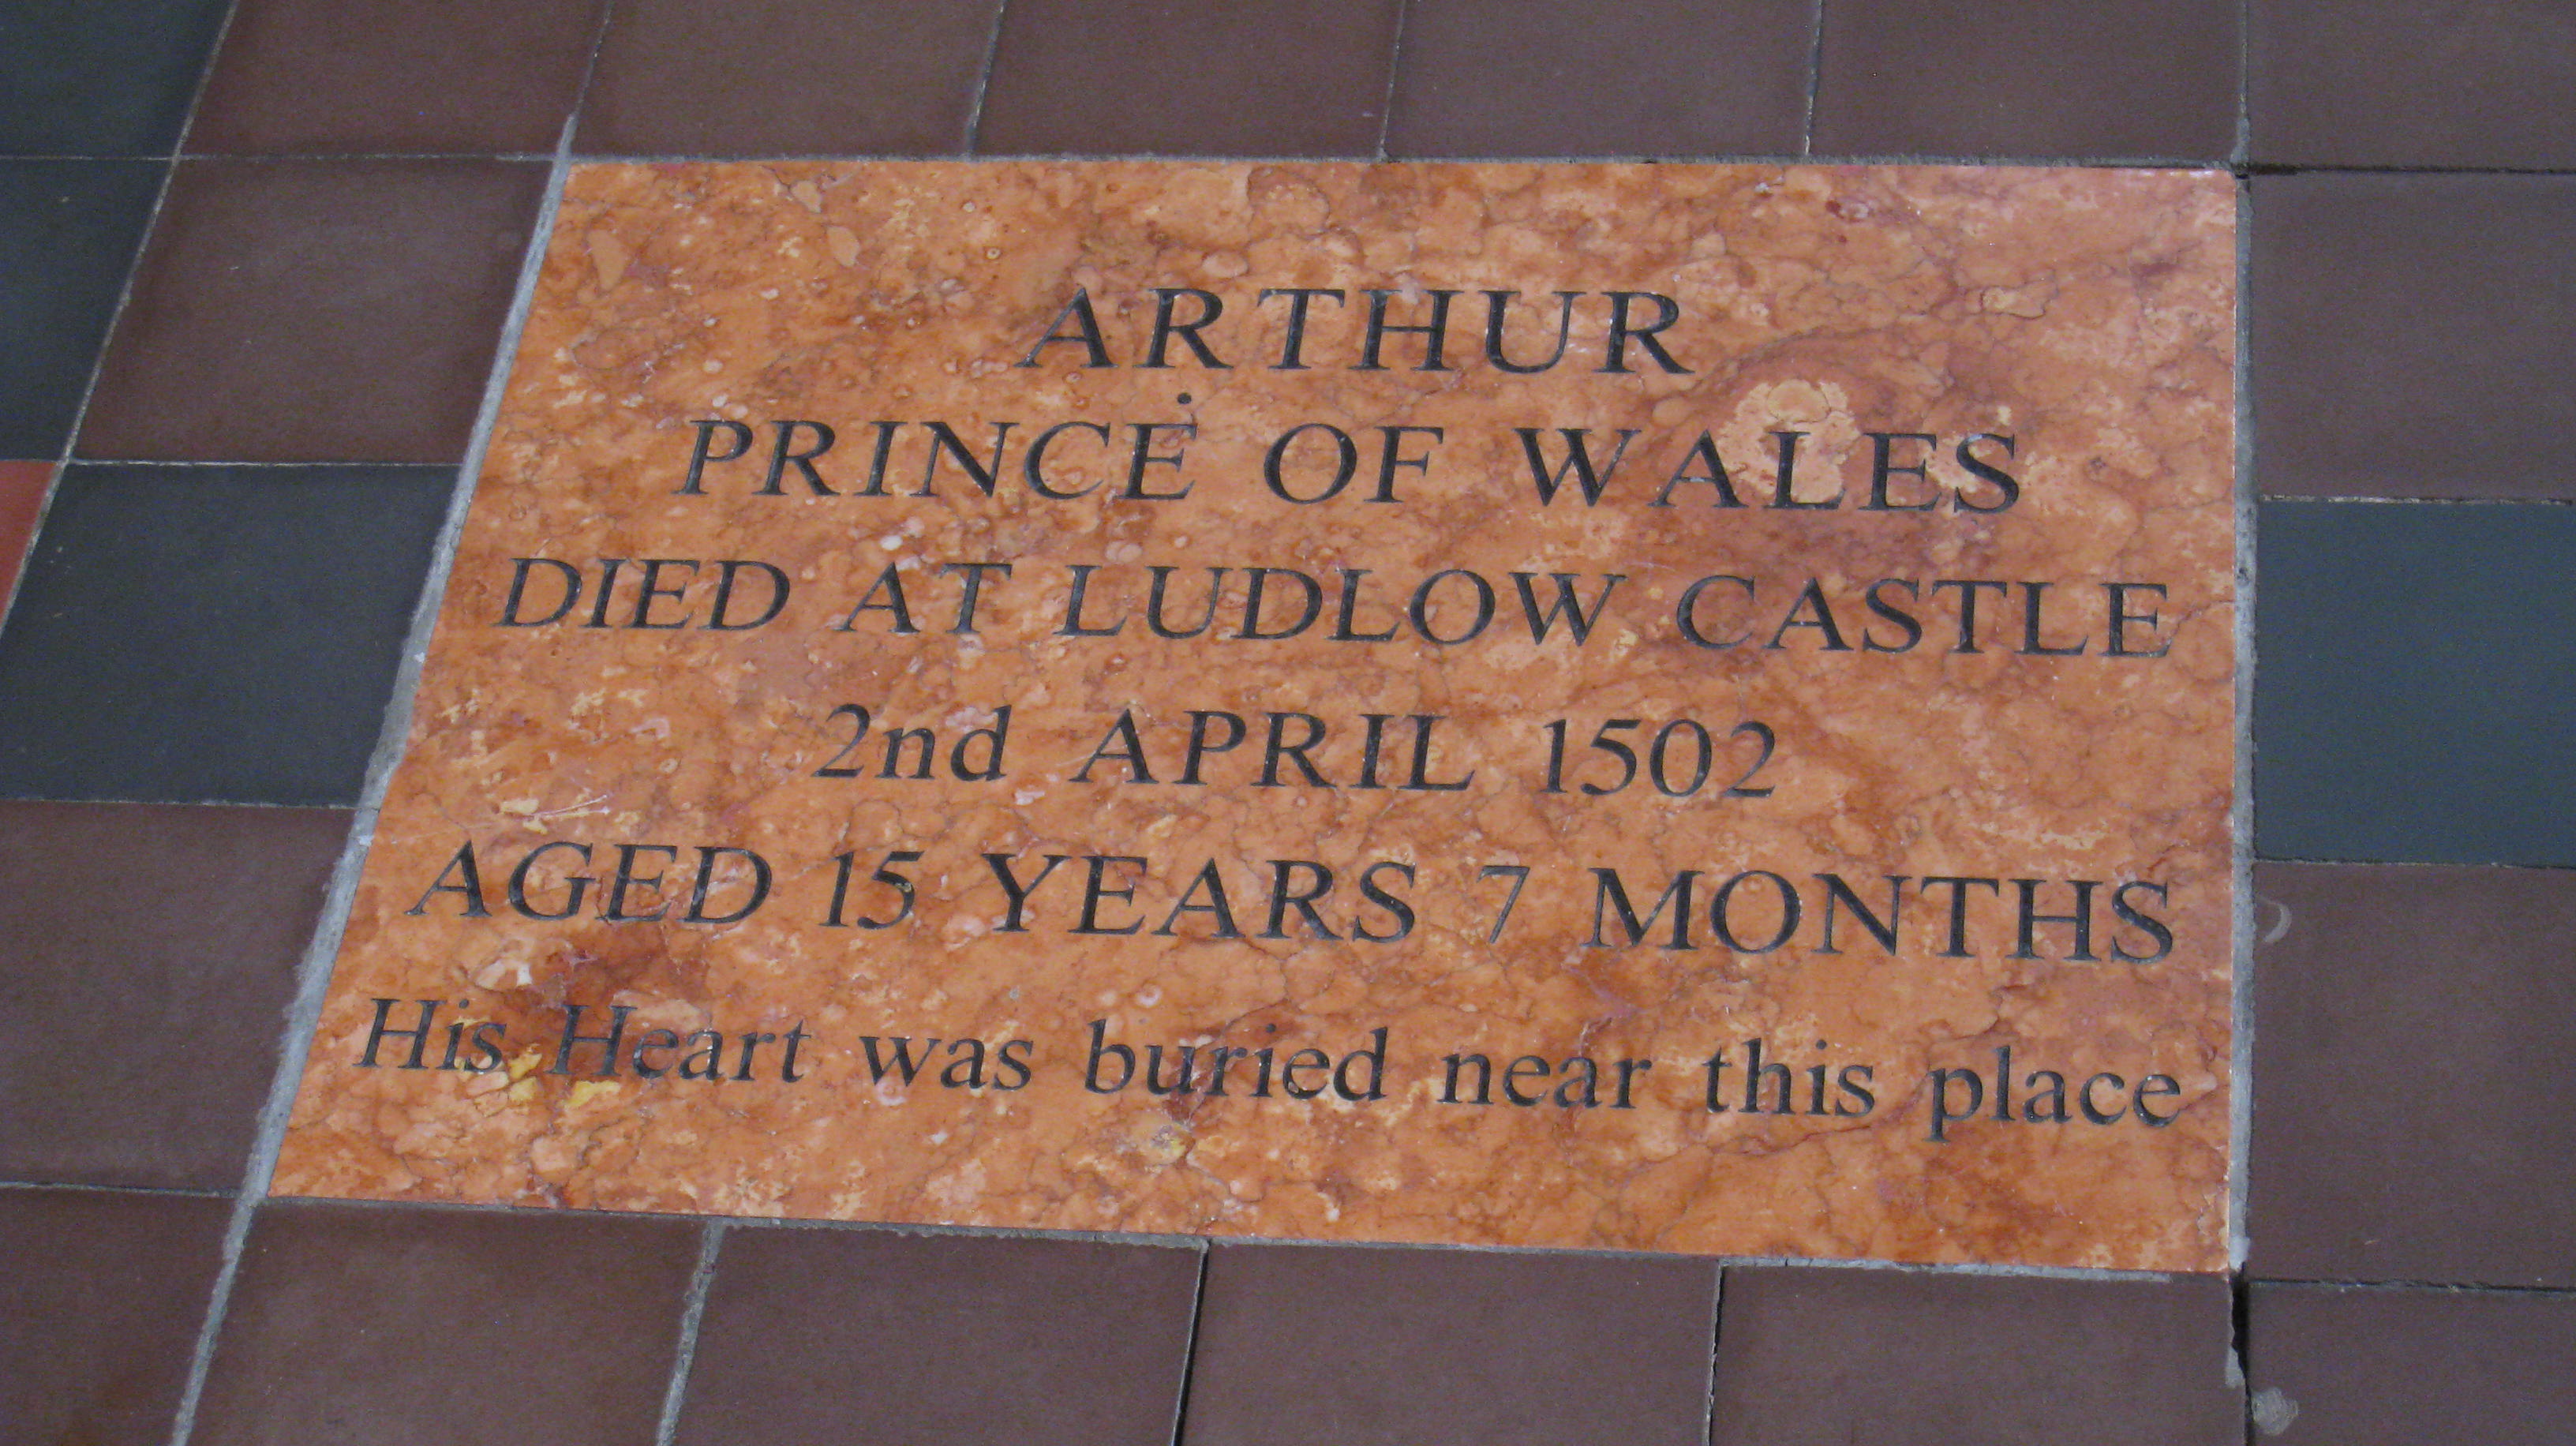 ARTHUR
PRINCE OF WALES
DIED AT LUDLOW CASTLE
2nd APRIL 1502
AGED 15 YEARS 7 MONTHS
His Heart was buried near this place